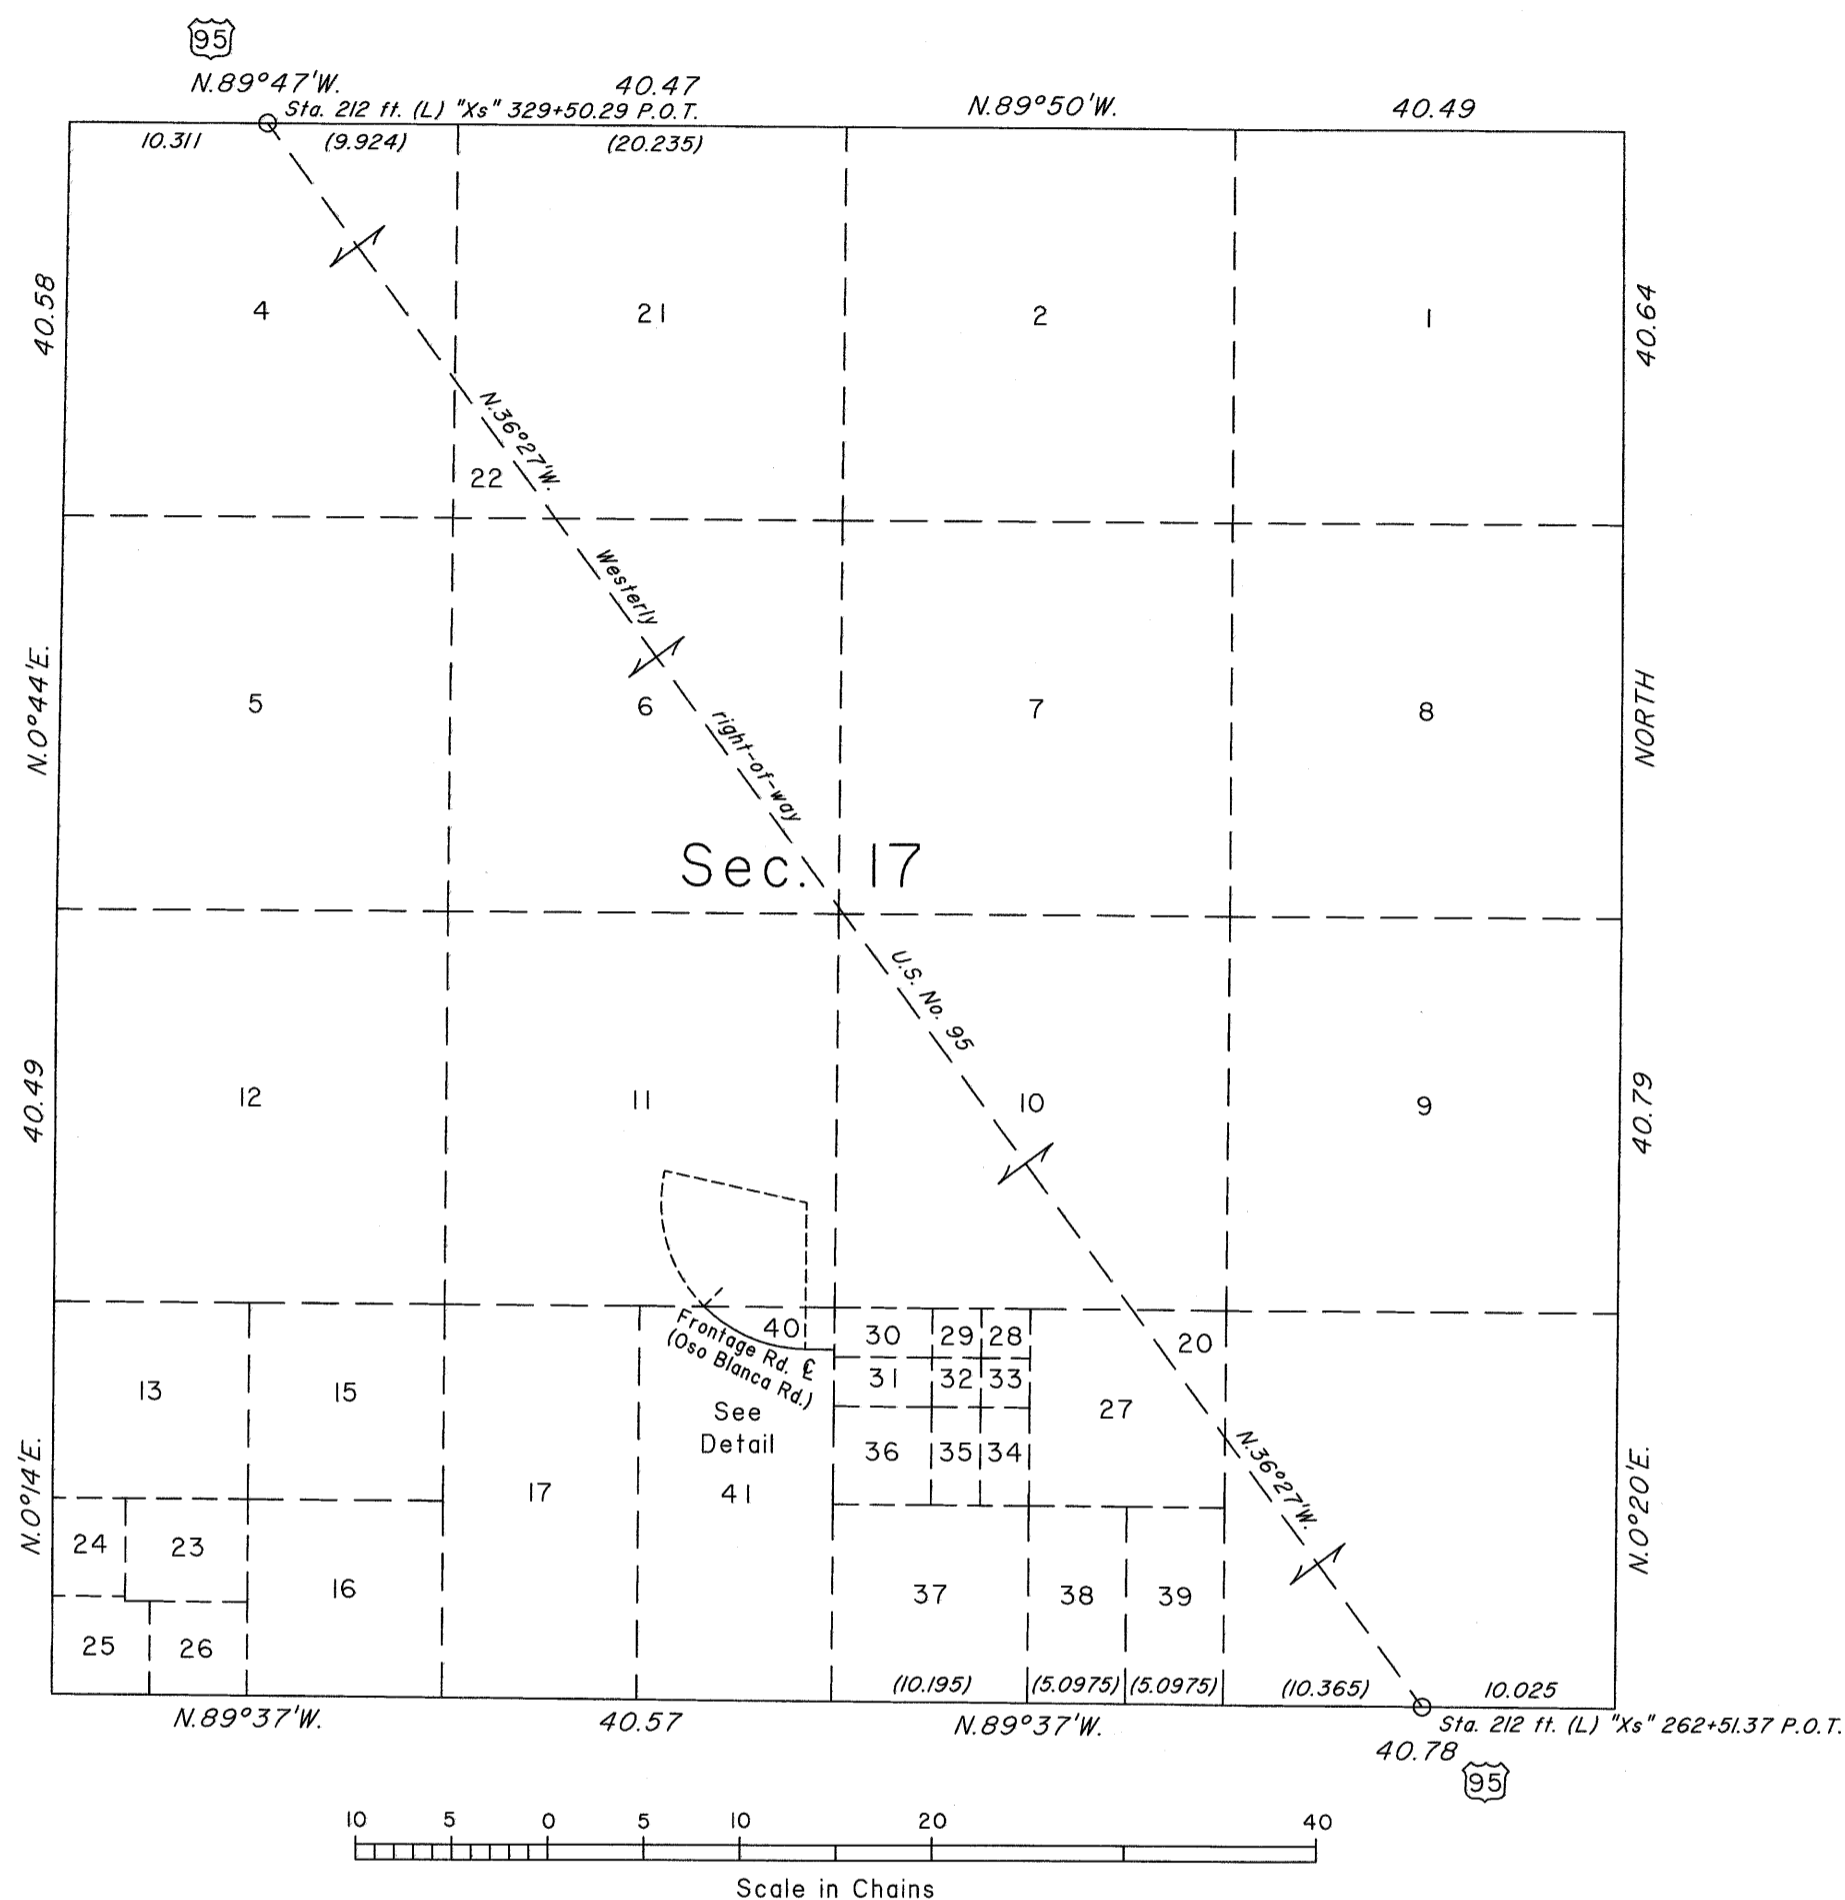 95
N.89°47'W. 40.47 N.89°50'W. 40.49
Sta. 212 ft. (L) "Xs" 329+50.29 P.O.T.
10.311 (9.924) (20.235)
40.58
4 21 2 1
40.64
N.36°27'W.
22
Westerly
N.0°44'E.
5 6 7 8
NORTH
right-of-way
Sec. 17
U.S. No. 95
40.49
12 11 10 9
40.79
40 30 29 28 20
Frontage Rd. ℄
(Oso Blanca Rd.)
31 32 33
13 15 27
See
Detail
36 35 34
N.36°27'W.
N.0°14'E.
17 41
N.0°20'E.
24 23
16 37 38 39
25 26
(10.195) (5.0975) (5.0975) (10.365) 10.025
N.89°37'W. 40.57 N.89°37'W.
Sta. 212 ft. (L) "Xs" 262+51.37 P.O.T.
40.78
95
10 5 0 5 10 20 40
Scale in Chains